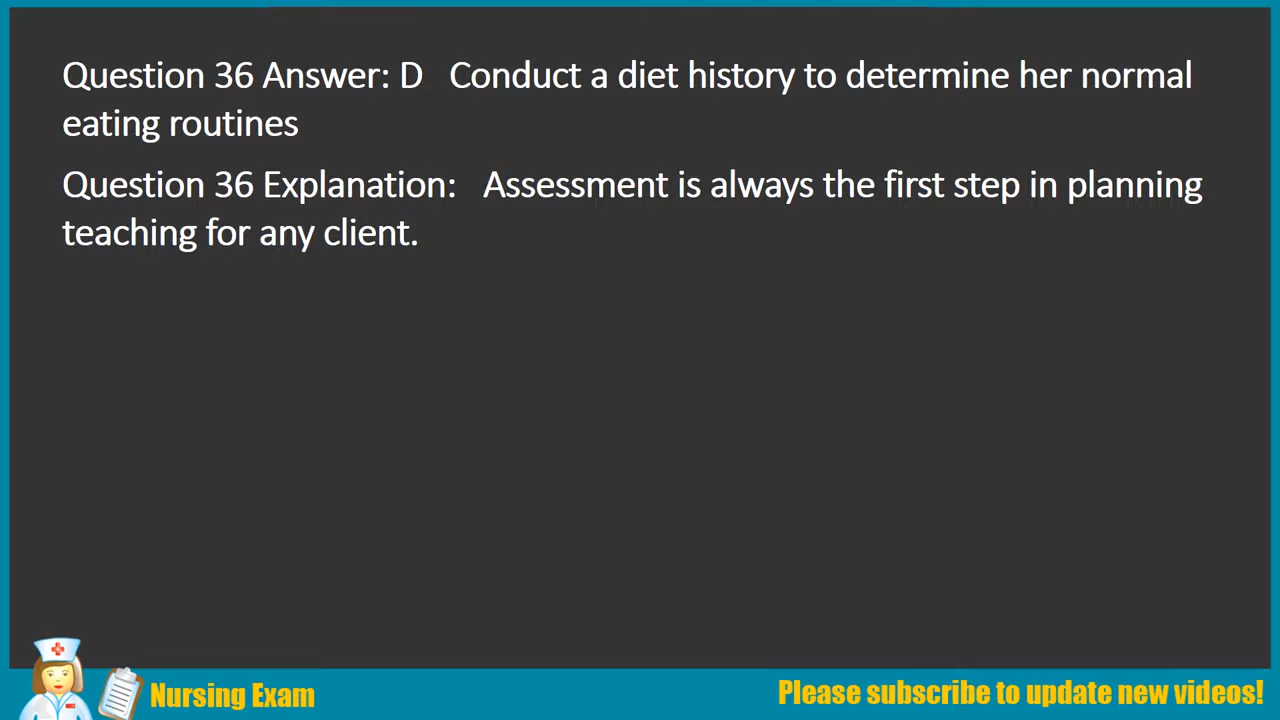 Question 36 Answer: D   Conduct a diet history to determine her normal
eating routines
Question 36 Explanation:   Assessment is always the first step in planning
teaching for any client.
Nursing Exam
Please subscribe to update new videos!